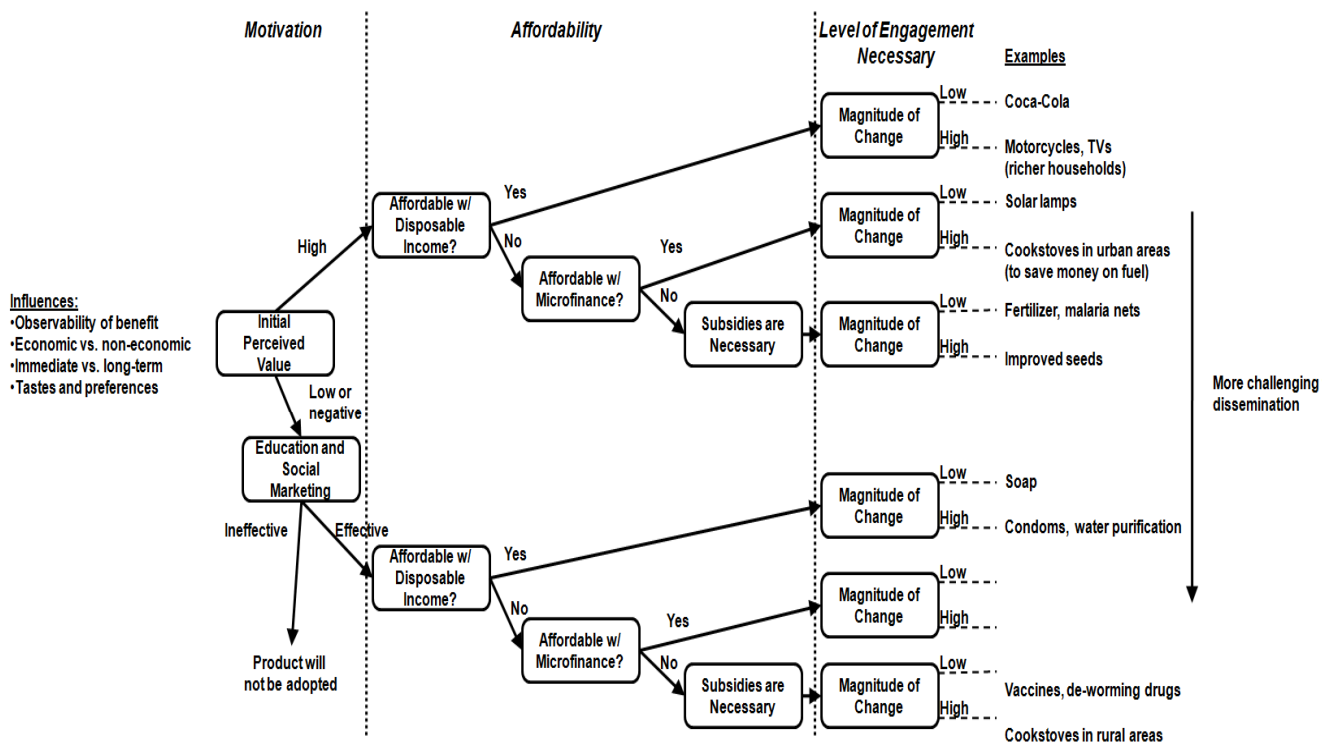 Motivation
Affordability
Level of Engagement
Necessary
Examples
Influences:
•Observability of benefit
•Economic vs. non-economic
•Immediate vs. long-term
•Tastes and preferences
Initial
Perceived
Value
High
Low or
negative
Education and
Social
Marketing
Ineffective
Effective
Product will
not be adopted
Affordable w/
Disposable
Income?
Yes
No
Affordable w/
Microfinance?
Yes
No
Subsidies are
Necessary
Magnitude of
Change
Low
Coca-Cola
High
Motorcycles, TVs
(richer households)
Magnitude of
Change
Low
Solar lamps
High
Cookstoves in urban areas
(to save money on fuel)
Magnitude of
Change
Low
Fertilizer, malaria nets
High
Improved seeds
More challenging
dissemination
Affordable w/
Disposable
Income?
Yes
No
Affordable w/
Microfinance?
Yes
No
Subsidies are
Necessary
Magnitude of
Change
Low
Soap
High
Condoms, water purification
Magnitude of
Change
Low
High
Magnitude of
Change
Low
Vaccines, de-worming drugs
High
Cookstoves in rural areas